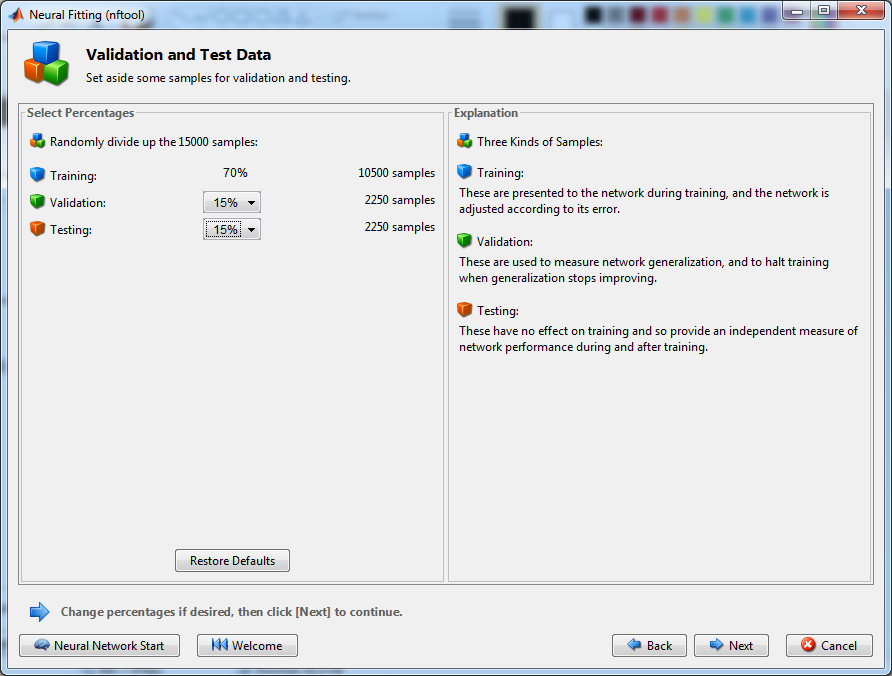 Neural Fitting (nftool)
Validation and Test Data
Set aside some samples for validation and testing.
Select Percentages
Randomly divide up the 15000 samples:
Training: 70% 10500 samples
Validation: 15% 2250 samples
Testing: 15% 2250 samples
Restore Defaults
Explanation
Three Kinds of Samples:
Training:
These are presented to the network during training, and the network is
adjusted according to its error.
Validation:
These are used to measure network generalization, and to halt training
when generalization stops improving.
Testing:
These have no effect on training and so provide an independent measure of
network performance during and after training.
Change percentages if desired, then click [Next] to continue.
Neural Network Start Welcome Back Next Cancel